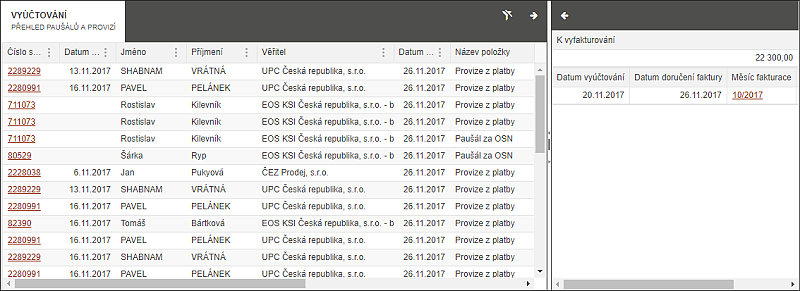 VYÚČTOVÁNÍ
PŘEHLED PAUŠÁLŮ A PROVIZÍ
Číslo s... Datum ... Jméno Příjmení Věřitel Datum ... Název položky
2289229 13.11.2017 SHABNAM VRÁTNÁ UPC Česká republika, s.r.o. 26.11.2017 Provize z platby
2280991 16.11.2017 PAVEL PELÁNEK UPC Česká republika, s.r.o. 26.11.2017 Provize z platby
711073 Rostislav Kilevník EOS KSI Česká republika, s.r.o. - b 26.11.2017 Provize z platby
711073 Rostislav Kilevník EOS KSI Česká republika, s.r.o. - b 26.11.2017 Provize z platby
711073 Rostislav Kilevník EOS KSI Česká republika, s.r.o. - b 26.11.2017 Paušál za OSN
80529 Šárka Ryp EOS KSI Česká republika, s.r.o. - b 26.11.2017 Paušál za OSN
2228038 6.11.2017 Jan Pukyová ČEZ Prodej, s.r.o. 26.11.2017 Provize z platby
2289229 13.11.2017 SHABNAM VRÁTNÁ UPC Česká republika, s.r.o. 26.11.2017 Provize z platby
2280991 16.11.2017 PAVEL PELÁNEK UPC Česká republika, s.r.o. 26.11.2017 Provize z platby
82390 16.11.2017 Tomáš Bártková EOS KSI Česká republika, s.r.o. - b 26.11.2017 Provize z platby
2280991 16.11.2017 PAVEL PELÁNEK UPC Česká republika, s.r.o. 26.11.2017 Provize z platby
2289229 16.11.2017 SHABNAM VRÁTNÁ UPC Česká republika, s.r.o. 26.11.2017 Provize z platby
2280991 16.11.2017 PAVEL PELÁNEK UPC Česká republika, s.r.o. 26.11.2017 Provize z platby
K vyfakturování
22 300,00
Datum vyúčtování Datum doručení faktury Měsíc fakturace
20.11.2017 26.11.2017 10/2017